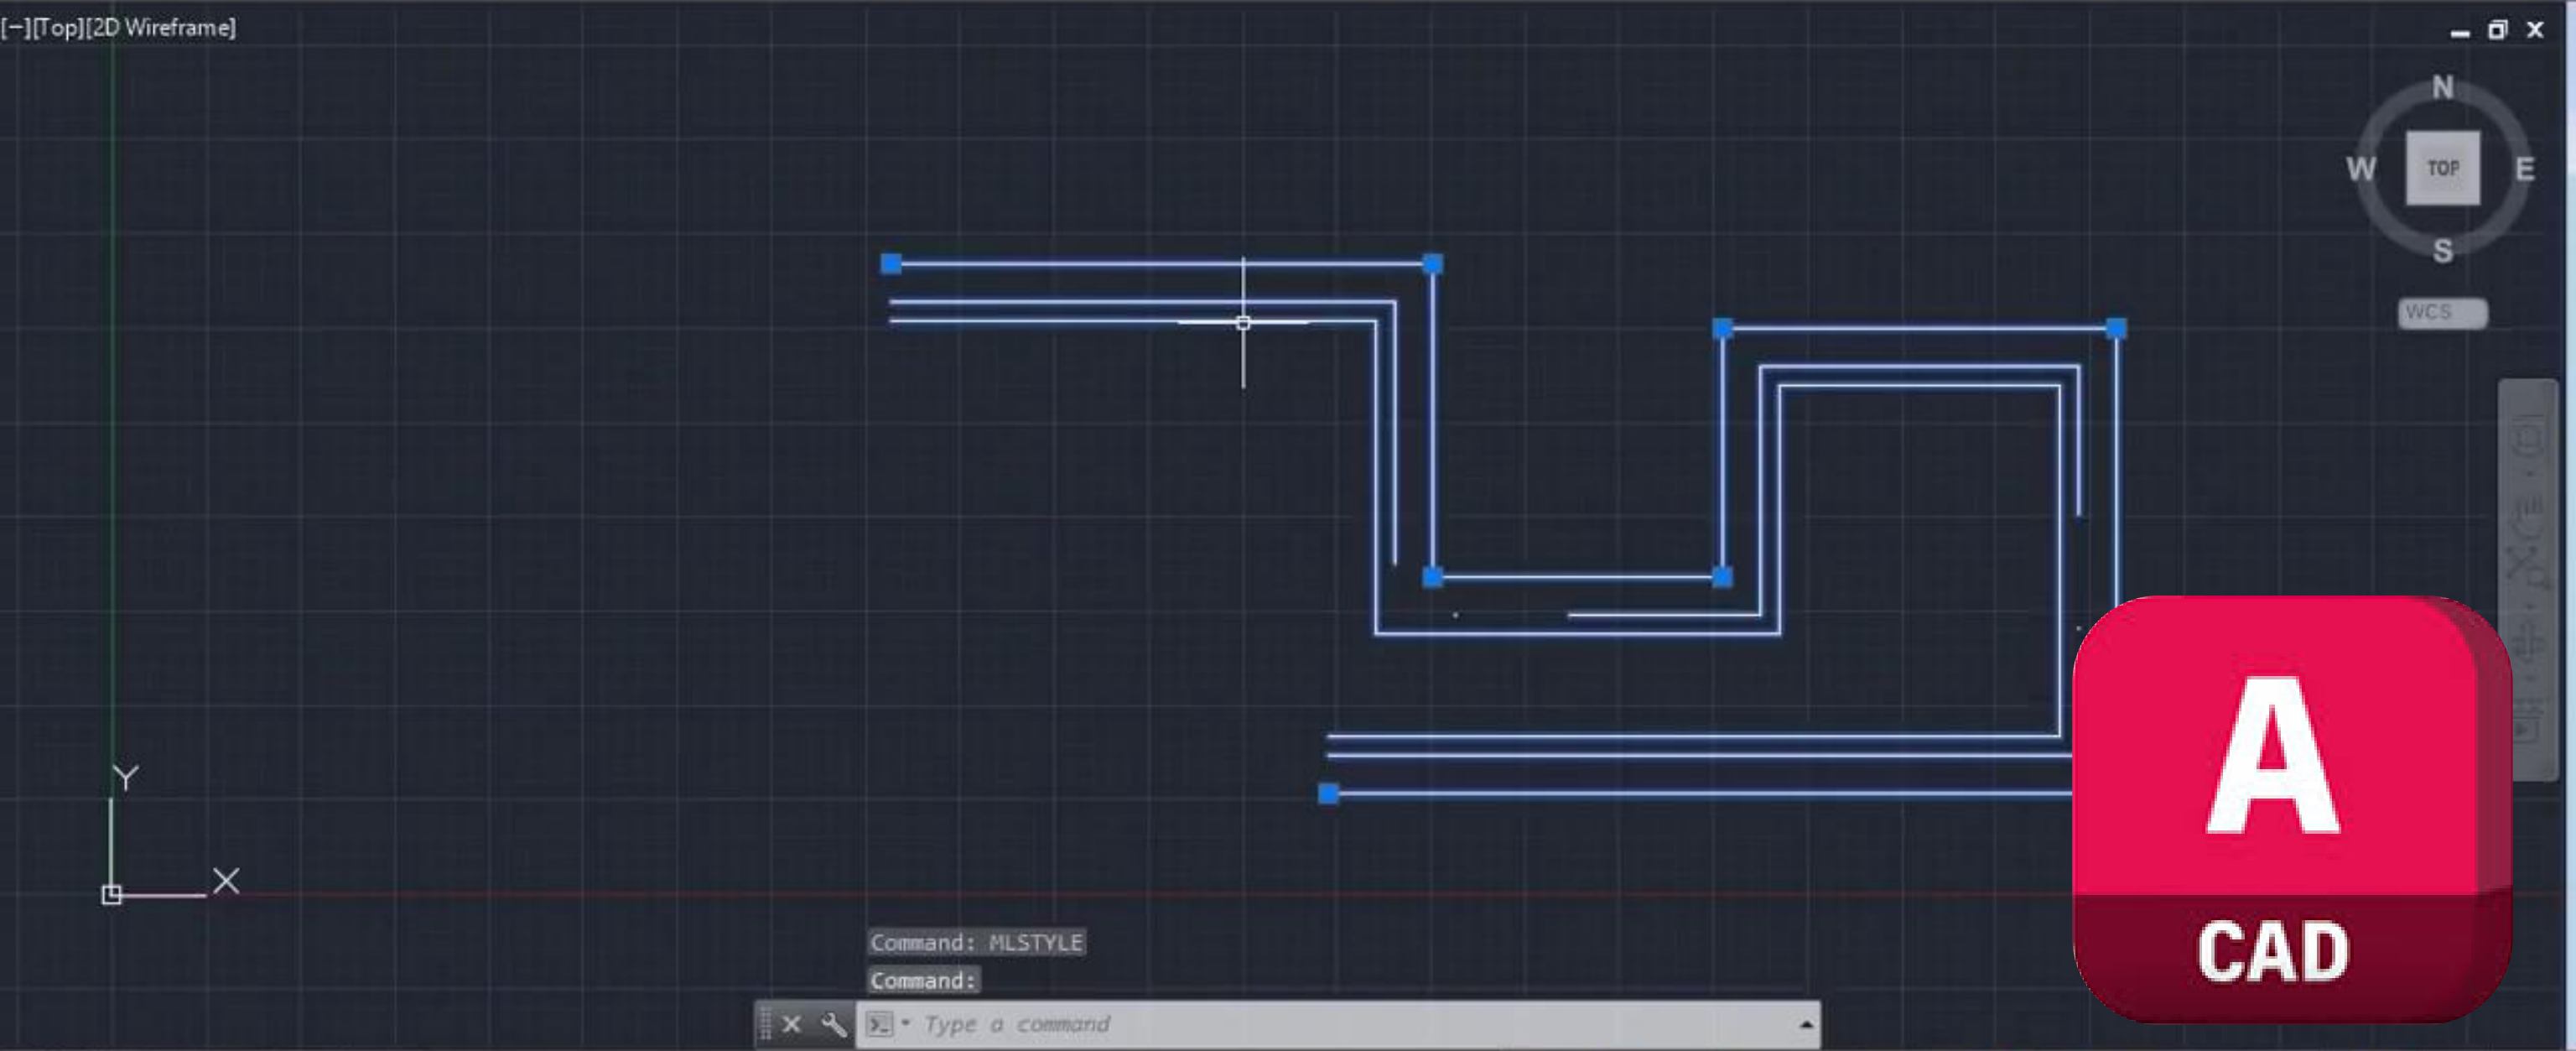 [−][Top][2D Wireframe]
N
W
TOP
E
S
WCS
Y
X
Command: MLSTYLE
Command:
Type a command
A
CAD